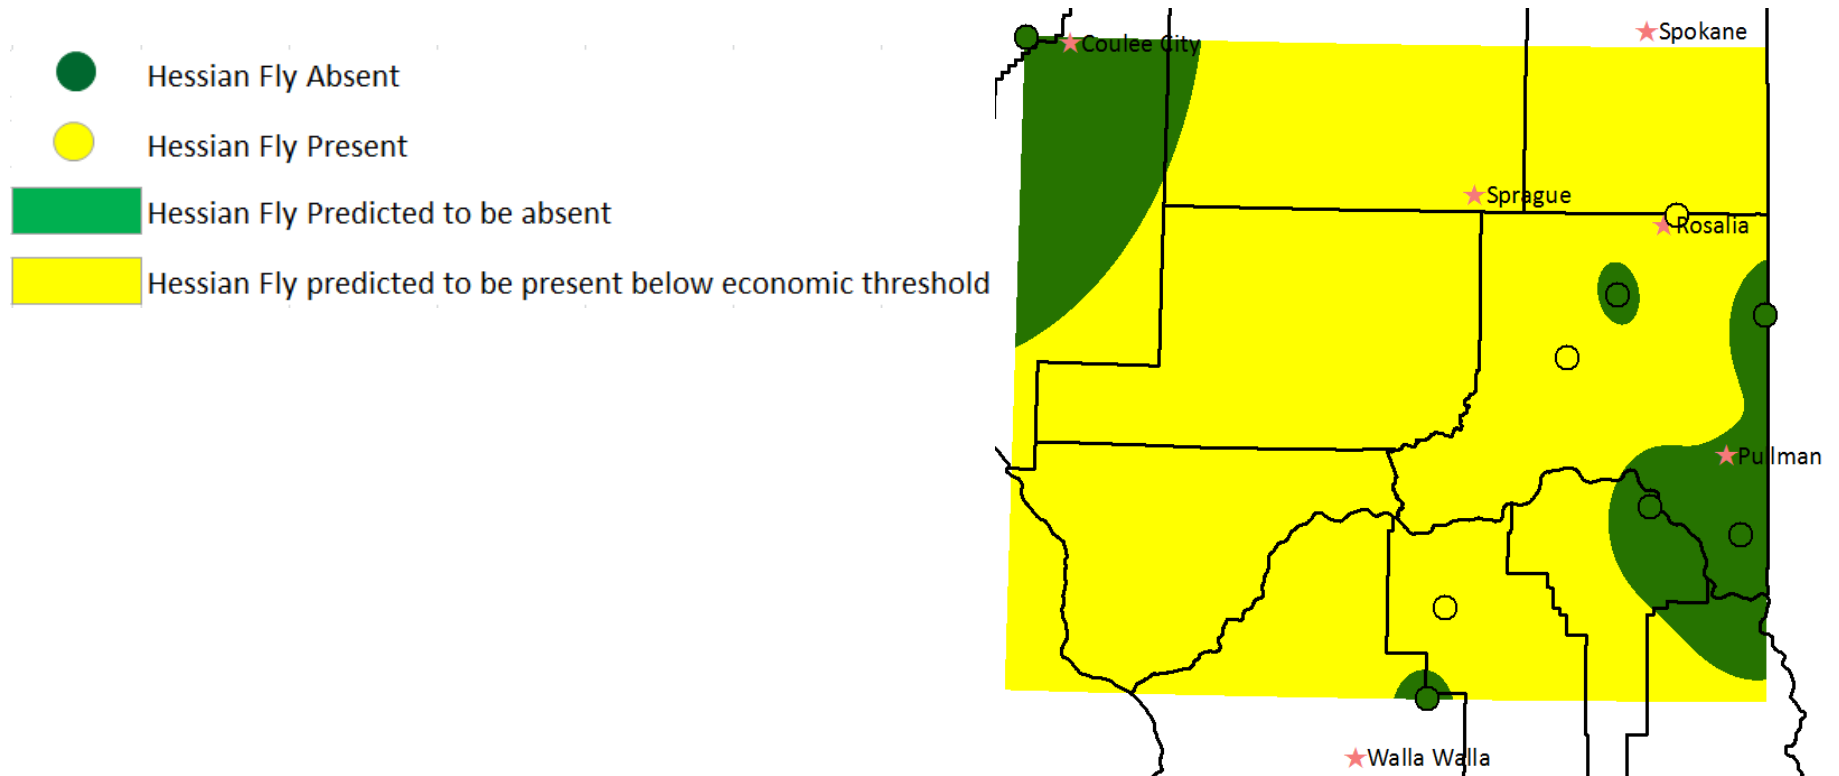 Hessian Fly Absent
Hessian Fly Present
Hessian Fly Predicted to be absent
Hessian Fly predicted to be present below economic threshold
Spokane
Coulee City
Sprague
Rosalia
Pullman
Walla Walla